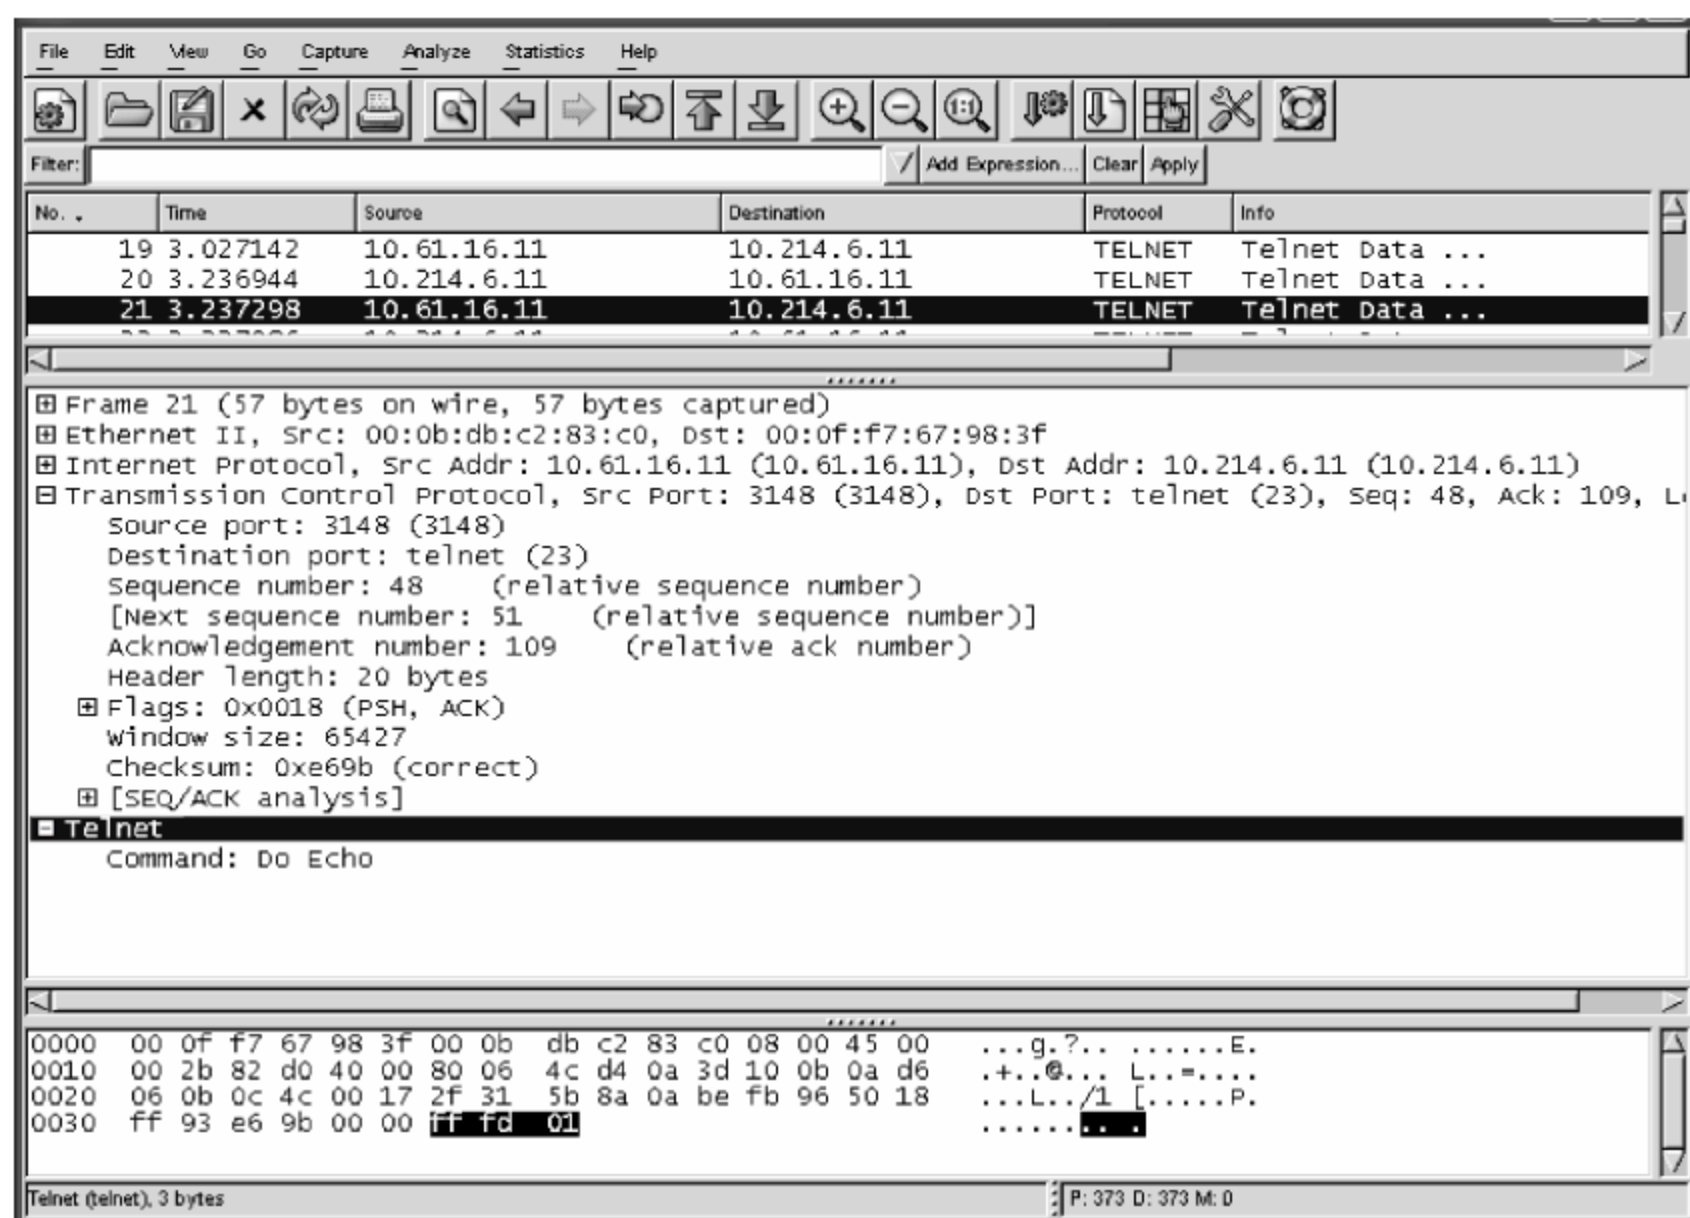 File Edit View Go Capture Analyze Statistics Help
1:1
Filter: Add Expression... Clear Apply
No. . Time Source Destination Protocol Info
19 3.027142 10.61.16.11 10.214.6.11 TELNET Telnet Data ...
20 3.236944 10.214.6.11 10.61.16.11 TELNET Telnet Data ...
21 3.237298 10.61.16.11 10.214.6.11 TELNET Telnet Data ...
Frame 21 (57 bytes on wire, 57 bytes captured)
Ethernet II, Src: 00:0b:db:c2:83:c0, Dst: 00:0f:f7:67:98:3f
Internet Protocol, Src Addr: 10.61.16.11 (10.61.16.11), Dst Addr: 10.214.6.11 (10.214.6.11)
Transmission Control Protocol, Src Port: 3148 (3148), Dst Port: telnet (23), Seq: 48, Ack: 109,
Source port: 3148 (3148)
Destination port: telnet (23)
Sequence number: 48 (relative sequence number)
[Next sequence number: 51 (relative sequence number)]
Acknowledgement number: 109 (relative ack number)
Header length: 20 bytes
Flags: 0x0018 (PSH, ACK)
Window size: 65427
Checksum: 0xe69b (correct)
[SEQ/ACK analysis]
Telnet
Command: Do Echo
0000 00 0f f7 67 98 3f 00 0b db c2 83 c0 08 00 45 00 ...g.?.. ......E.
0010 00 2b 82 d0 40 00 80 06 4c d4 0a 3d 10 0b 0a d6 .+..@... L..=....
0020 06 0b 0c 4c 00 17 2f 31 5b 8a 0a be fb 96 50 18 ...L../1 [.....P.
0030 ff 93 e6 9b 00 00 ff fd 01 ........ .
Telnet (telnet), 3 bytes P: 373 D: 373 M: 0